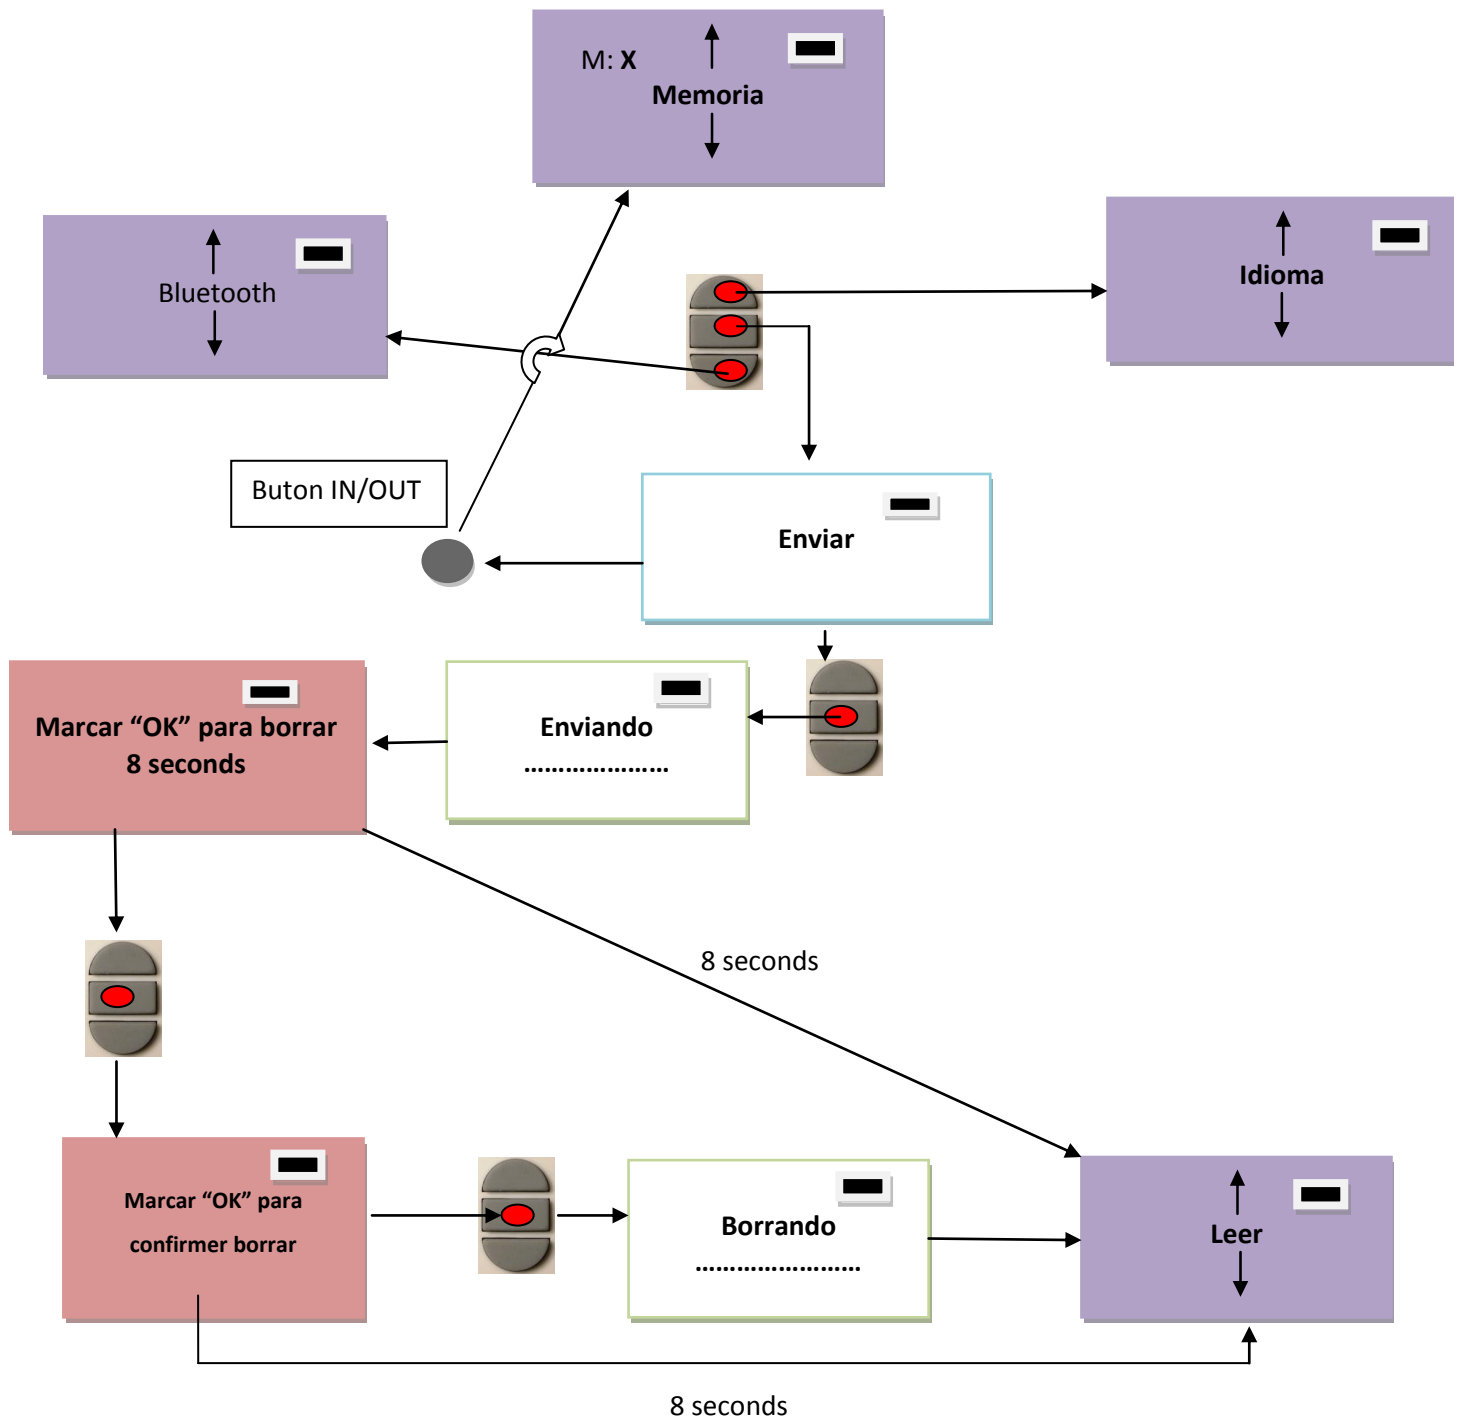 M: X
Memoria
Bluetooth
Idioma
Buton IN/OUT
Enviar
Enviando
.....................
Marcar “OK” para borrar
8 seconds
8 seconds
Marcar “OK” para
confirmer borrar
Borrando
........................
Leer
8 seconds